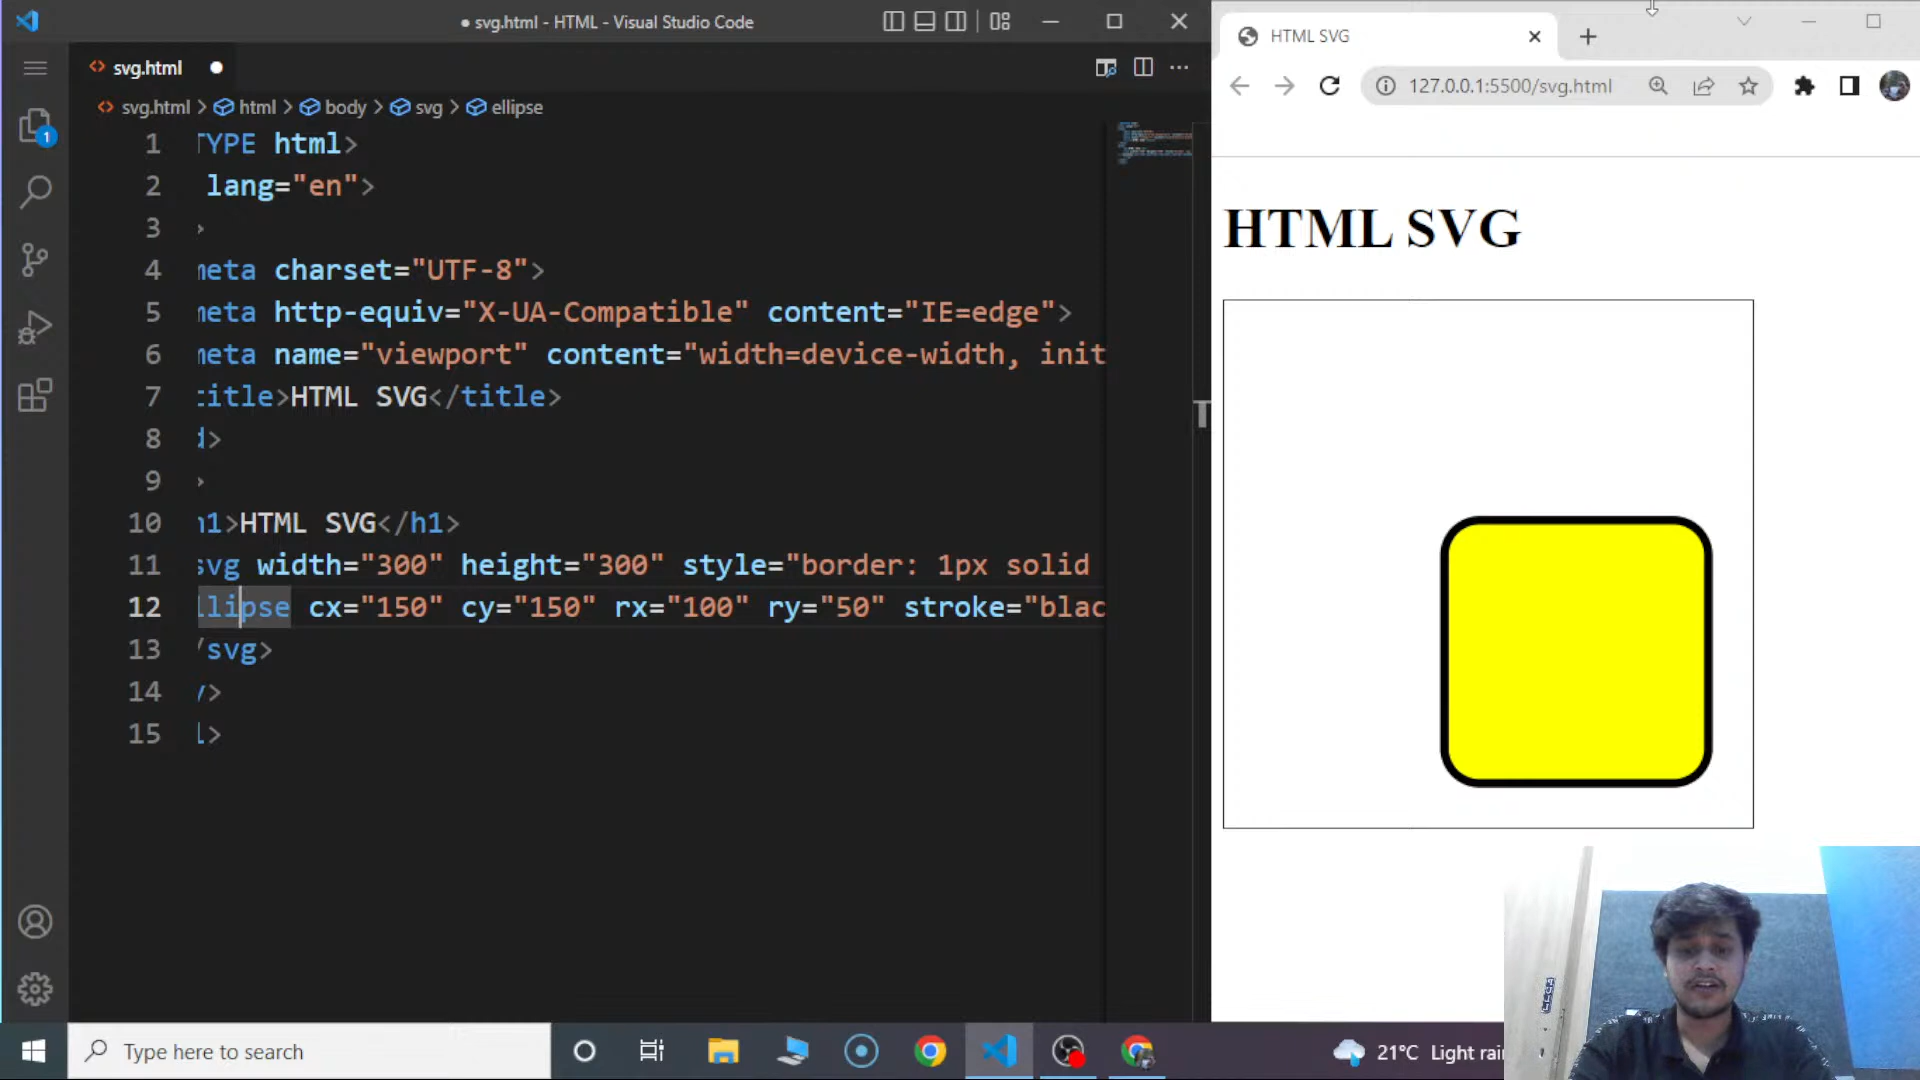 svg.html - HTML - Visual Studio Code
svg.html
svg.html > html > body > svg > ellipse
1 TYPE html>
2 lang="en">
3 >
4 meta charset="UTF-8">
5 meta http-equiv="X-UA-Compatible" content="IE=edge">
6 meta name="viewport" content="width=device-width, init
7 title>HTML SVG</title>
8 d>
9 >
10 h1>HTML SVG</h1>
11 svg width="300" height="300" style="border: 1px solid
12 llipse cx="150" cy="150" rx="100" ry="50" stroke="blac
13 /svg>
14 y>
15 l>
1
HTML SVG
127.0.0.1:5500/svg.html
HTML SVG
Type here to search
21°C Light rai